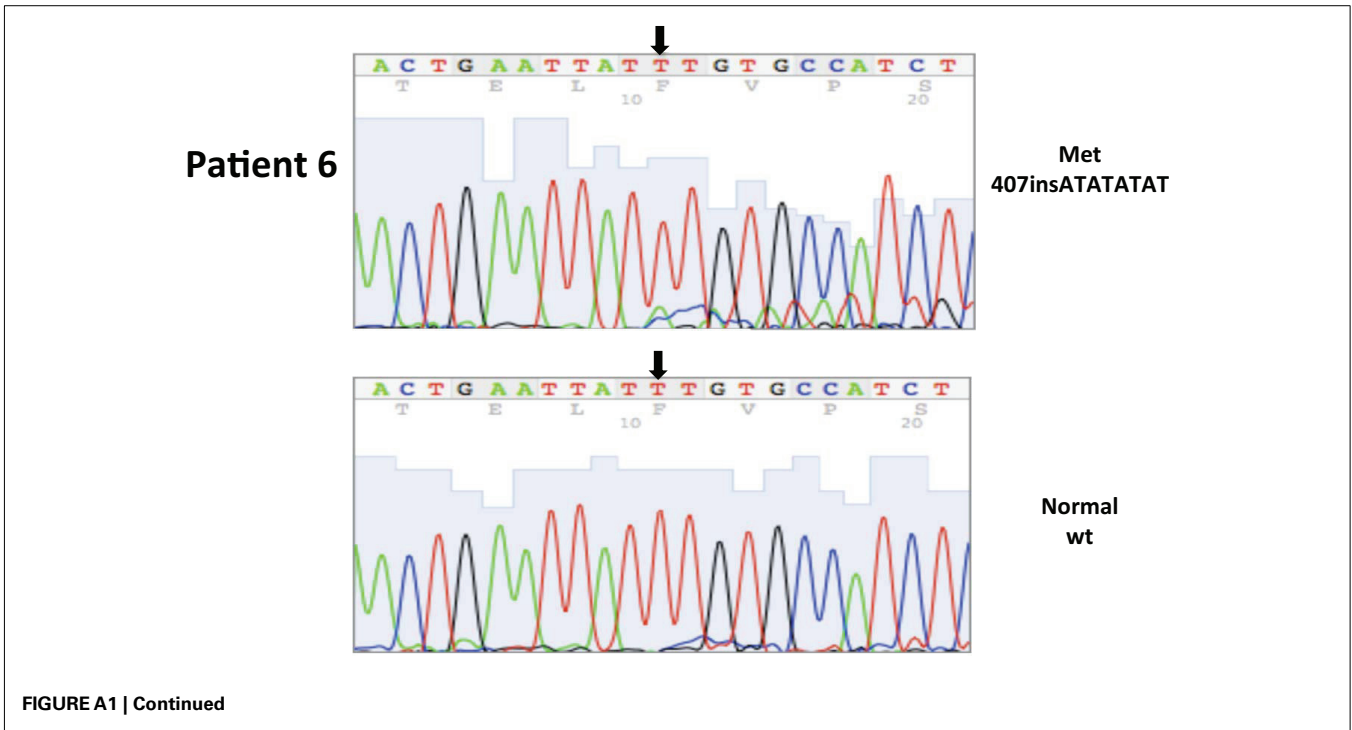 A C T G A A T T A T T T G T G C C A T C T
T E L F V P S
10 20
Patient 6
Met
407insATATATAT
A C T G A A T T A T T T G T G C C A T C T
T E L F V P S
10 20
Normal
wt
FIGURE A1 | Continued